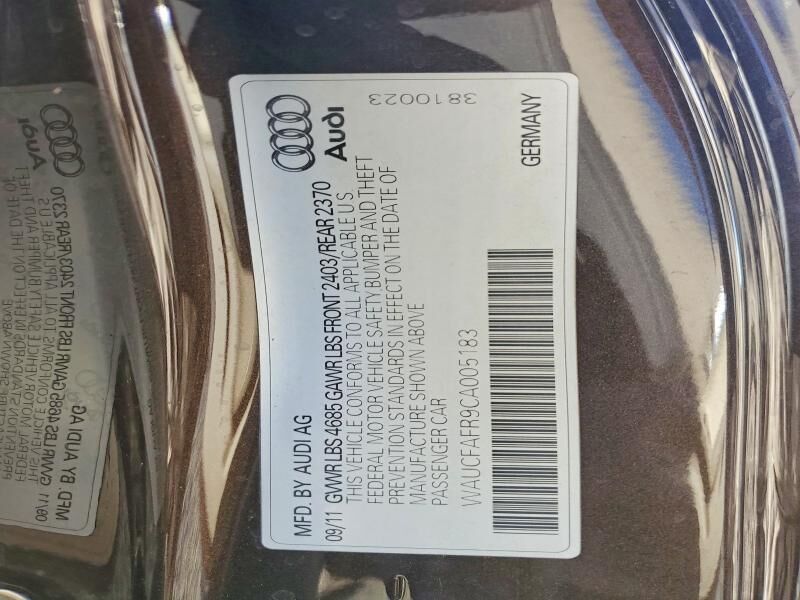 MFD. BY AUDI AG
Audi
09/11 GVWR LBS 4685 GAWR LBS FRONT 2403/REAR 2370
THIS VEHICLE CONFORMS TO ALL APPLICABLE U.S.
FEDERAL MOTOR VEHICLE SAFETY BUMPER AND THEFT
PREVENTION STANDARDS IN EFFECT ON THE DATE OF
MANUFACTURE SHOWN ABOVE
PASSENGER CAR
3810023
WAUCFAFR9CA005183
GERMANY